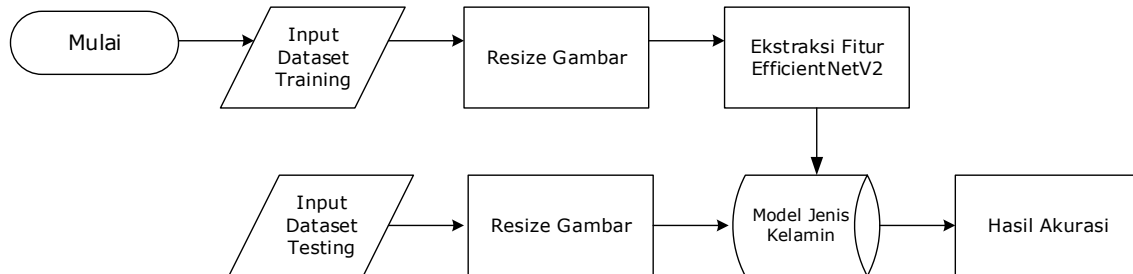 Mulai
Input
Dataset
Training
Resize Gambar
Ekstraksi Fitur
EfficientNetV2
Input
Dataset
Testing
Resize Gambar
Model Jenis
Kelamin
Hasil Akurasi